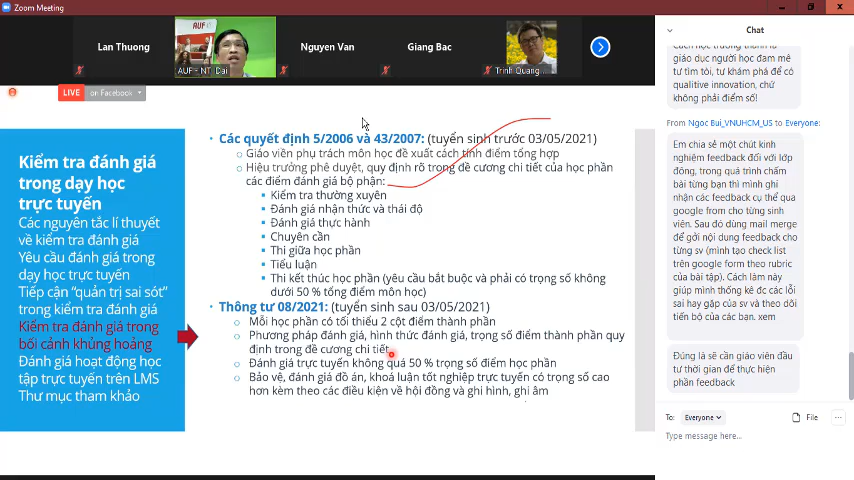 Zoom Meeting
Lan Thuong
AUF - NT_Dai
Nguyen Van
Giang Bac
Trinh Quang...
LIVE on Facebook
Kiểm tra đánh giá
trong dạy học
trực tuyến
Các nguyên tắc lí thuyết
về kiểm tra đánh giá
Yêu cầu đánh giá trong
dạy học trực tuyến
Tiếp cận “quản trị sai sót”
trong kiểm tra đánh giá
Kiểm tra đánh giá trong
bối cảnh khủng hoảng
Đánh giá hoạt động học
tập trực tuyến trên LMS
Thư mục tham khảo
• Các quyết định 5/2006 và 43/2007: (tuyển sinh trước 03/05/2021)
Giáo viên phụ trách môn học đề xuất cách tính điểm tổng hợp
Hiệu trưởng phê duyệt, quy định rõ trong đề cương chi tiết của học phần
các điểm đánh giá bộ phận:
Kiểm tra thường xuyên
Đánh giá nhận thức và thái độ
Đánh giá thực hành
Chuyên cần
Thi giữa học phần
Tiểu luận
Thi kết thúc học phần (yêu cầu bắt buộc và phải có trọng số không
dưới 50 % tổng điểm môn học)
• Thông tư 08/2021: (tuyển sinh sau 03/05/2021)
Mỗi học phần có tối thiểu 2 cột điểm thành phần
Phương pháp đánh giá, hình thức đánh giá, trọng số điểm thành phần quy
định trong đề cương chi tiết
Đánh giá trực tuyến không quá 50 % trọng số điểm học phần
Bảo vệ, đánh giá đồ án, khoá luận tốt nghiệp trực tuyến có trọng số cao
hơn kèm theo các điều kiện về hội đồng và ghi hình, ghi âm
Chat
giáo dục người học đam mê
tự tìm tòi, tự khám phá để có
qualitive innovation, chứ
không phải điểm số!
From Ngoc Bui_VNUHCM_US to Everyone:
Em chia sẻ một chút kinh
nghiệm feedback đối với lớp
đông, trong quá trình chấm
bài từng bạn thì mình ghi
nhận các feedback cụ thể qua
google from cho từng sinh
viên. Sau đó dùng mail merge
để gởi nội dung feedback cho
từng sv (mình tạo check list
trên google form theo rubric
của bài tập). Cách làm này
giúp mình thống kê đc các lỗi
sai hay gặp của sv và theo dõi
tiến bộ của các bạn. xem
Đúng là sẽ cần giáo viên đầu
tư thời gian để thực hiện
phần feedback
To: Everyone
File
Type message here...